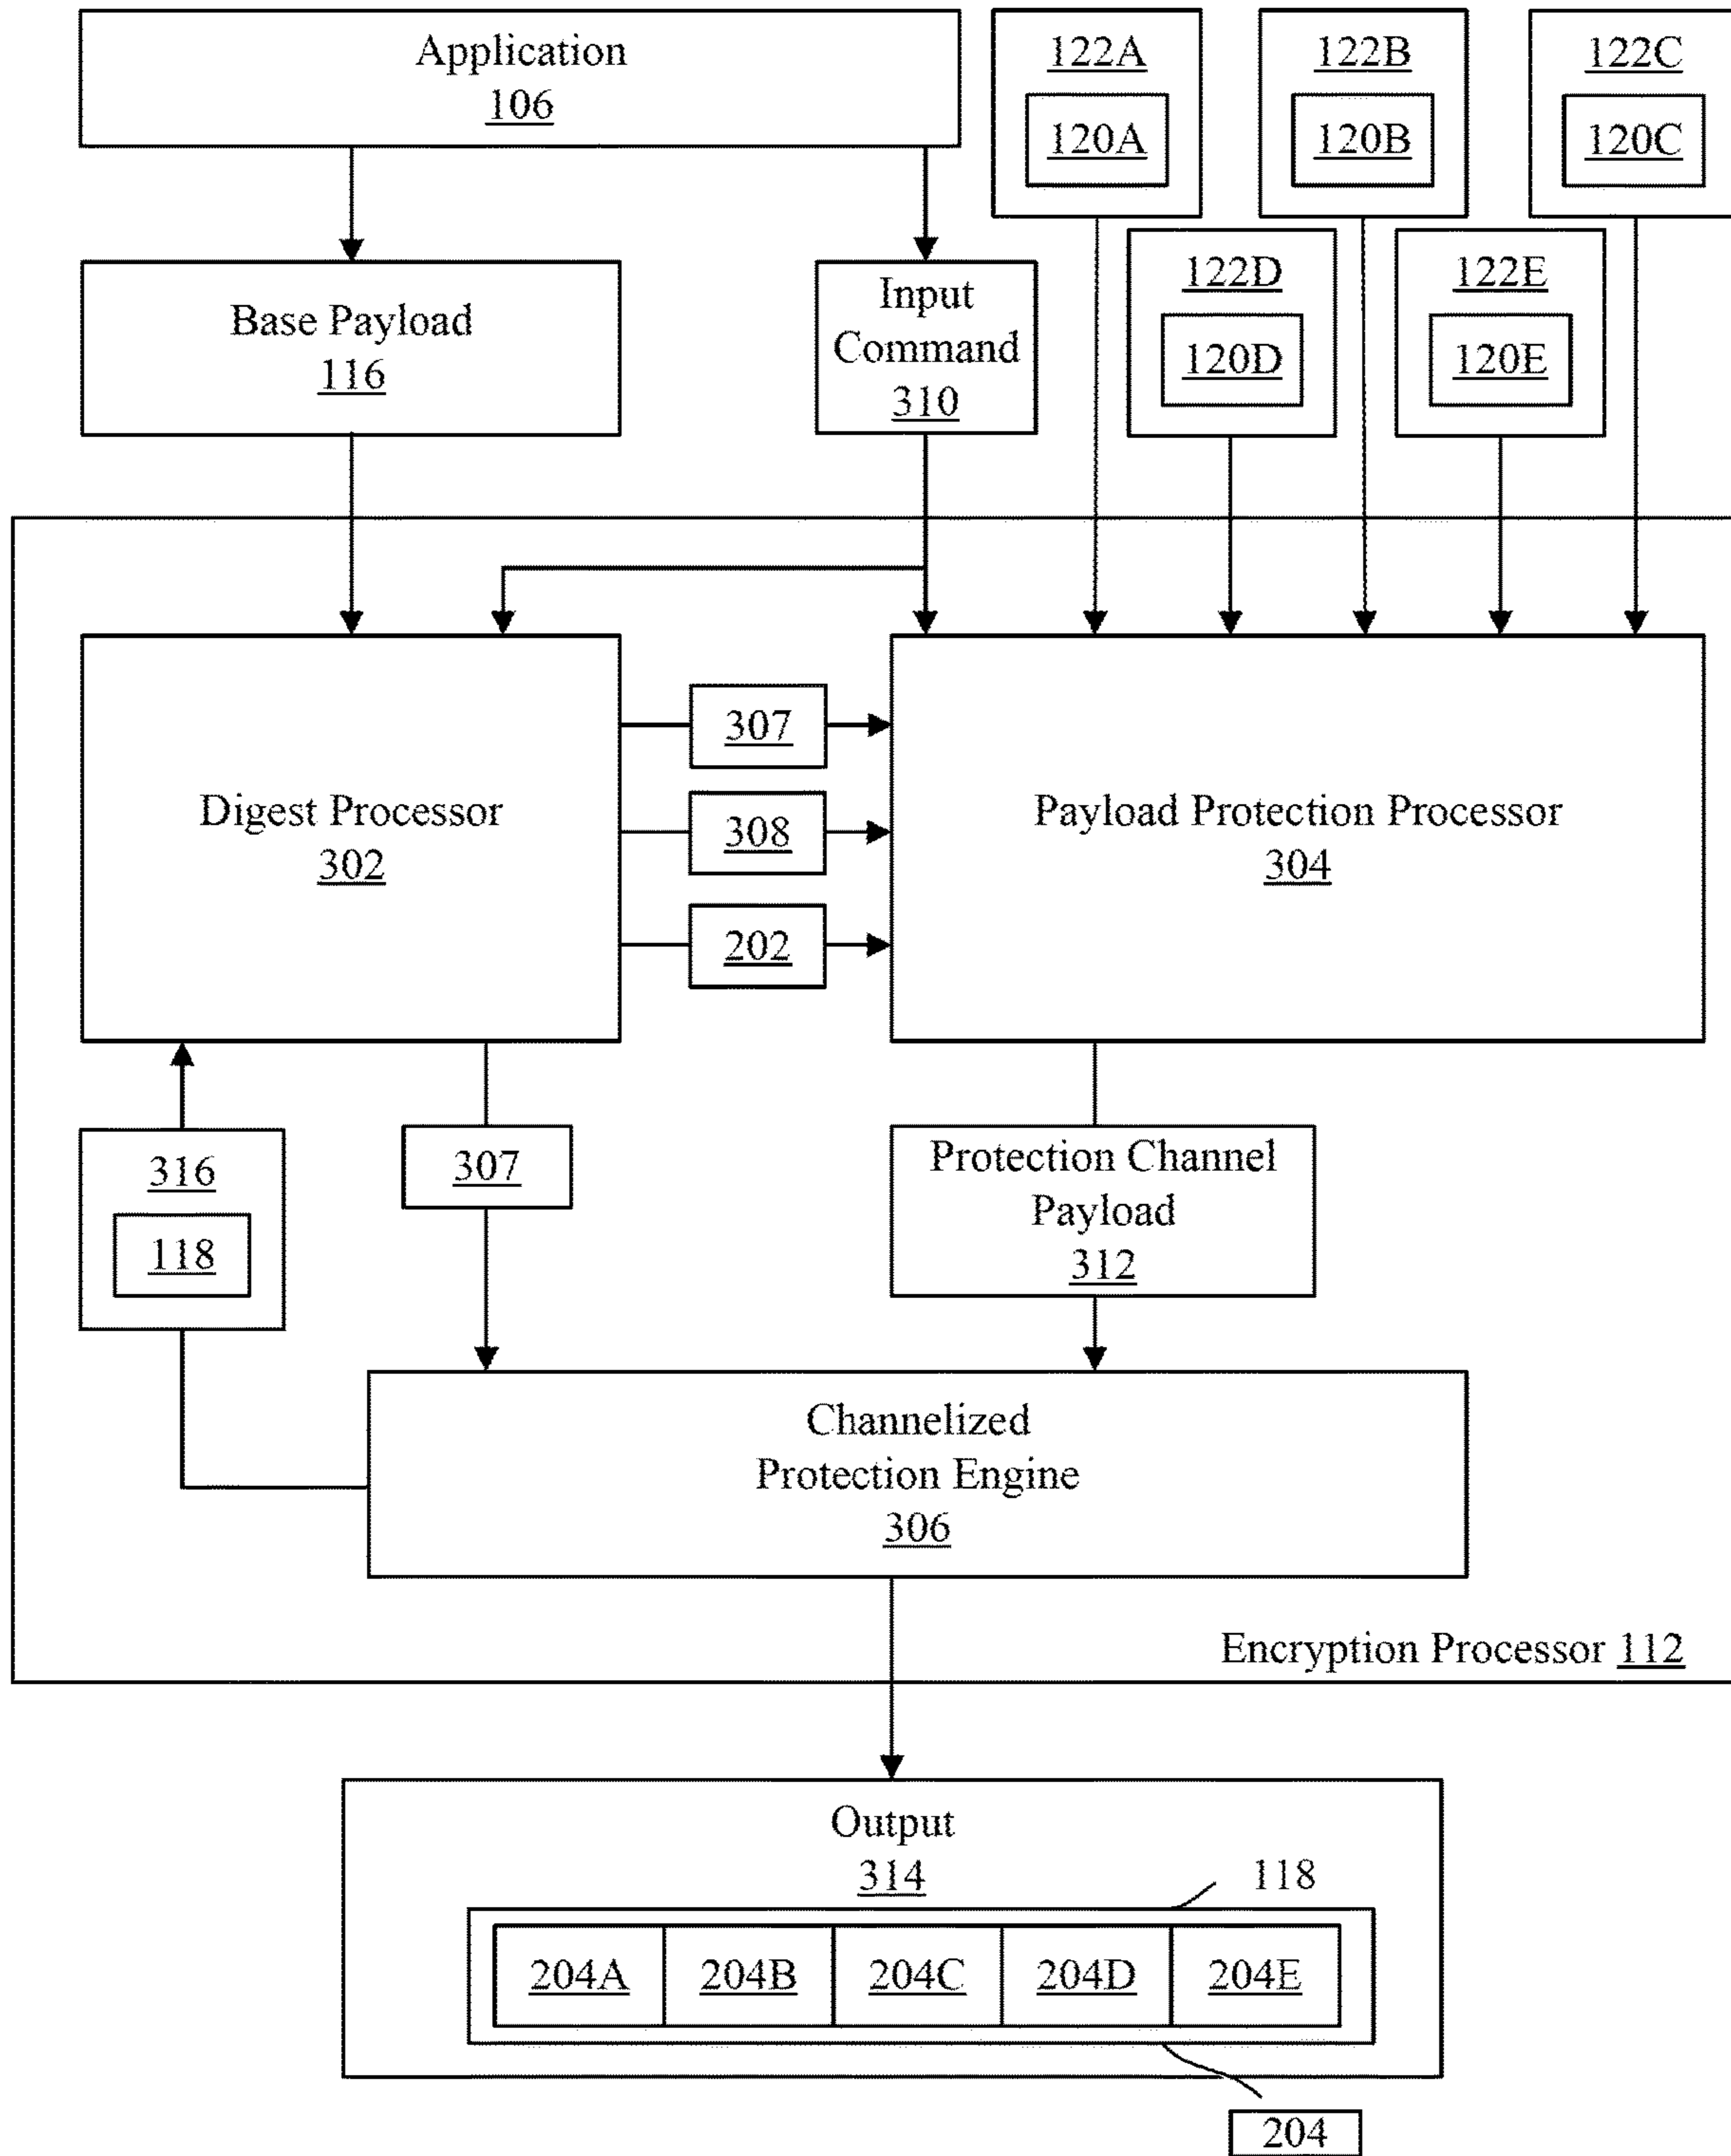 Application
106
122A
120A
122B
120B
122C
120C
Base Payload
116
Input
Command
310
122D
120D
122E
120E
Digest Processor
302
307
308
202
Payload Protection Processor
304
316
118
307
Protection Channel
Payload
312
Channelized
Protection Engine
306
Encryption Processor 112
Output
314
118
204A 204B 204C 204D 204E
204